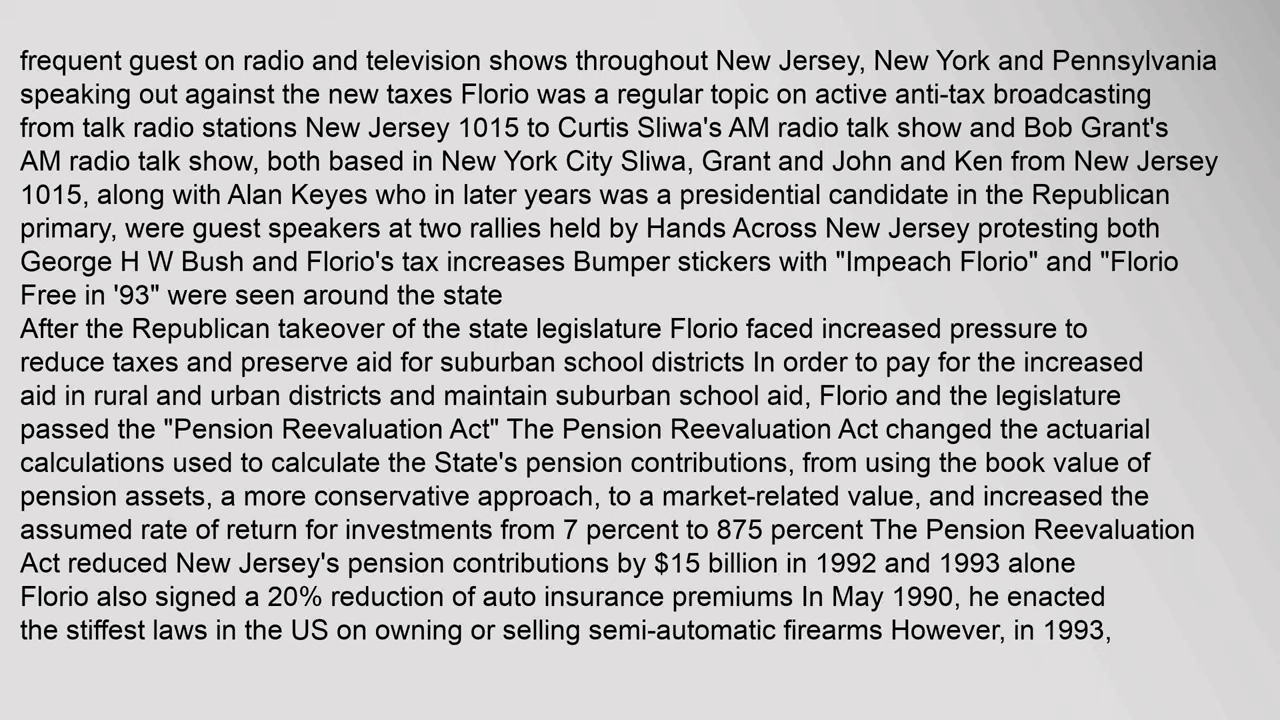 frequent guest on radio and television shows throughout New Jersey, New York and Pennsylvania
speaking out against the new taxes Florio was a regular topic on active anti-tax broadcasting
from talk radio stations New Jersey 1015 to Curtis Sliwa's AM radio talk show and Bob Grant's
AM radio talk show, both based in New York City Sliwa, Grant and John and Ken from New Jersey
1015, along with Alan Keyes who in later years was a presidential candidate in the Republican
primary, were guest speakers at two rallies held by Hands Across New Jersey protesting both
George H W Bush and Florio's tax increases Bumper stickers with "Impeach Florio" and "Florio
Free in '93" were seen around the state
After the Republican takeover of the state legislature Florio faced increased pressure to
reduce taxes and preserve aid for suburban school districts In order to pay for the increased
aid in rural and urban districts and maintain suburban school aid, Florio and the legislature
passed the "Pension Reevaluation Act" The Pension Reevaluation Act changed the actuarial
calculations used to calculate the State's pension contributions, from using the book value of
pension assets, a more conservative approach, to a market-related value, and increased the
assumed rate of return for investments from 7 percent to 875 percent The Pension Reevaluation
Act reduced New Jersey's pension contributions by $15 billion in 1992 and 1993 alone
Florio also signed a 20% reduction of auto insurance premiums In May 1990, he enacted
the stiffest laws in the US on owning or selling semi-automatic firearms However, in 1993,